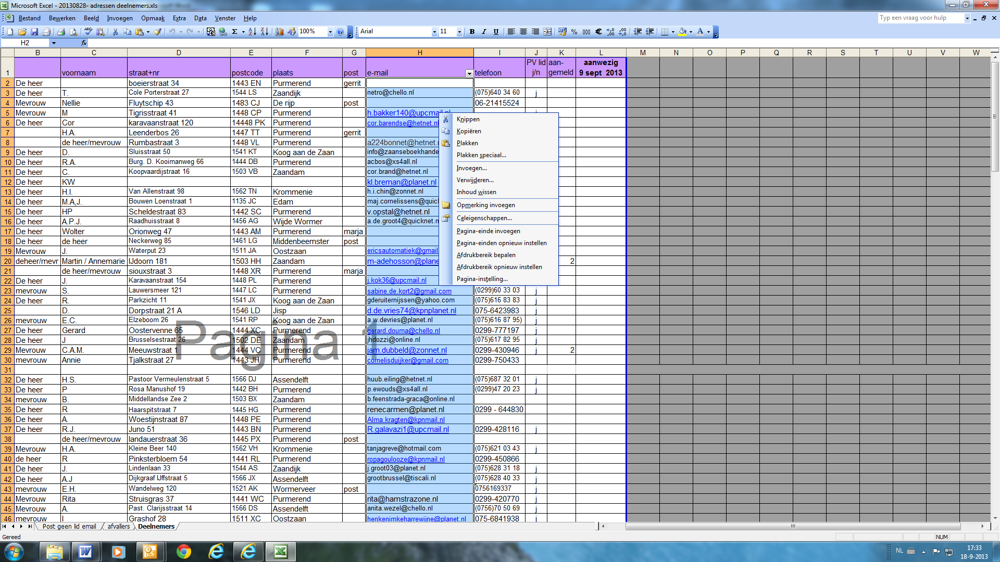 Microsoft Excel - 20130828- adressen deelnemers.xls
Bestand Bewerken Beeld Invoegen Opmaak Extra Data Venster Help Typ een vraag voor hulp
100% Arial 11 B I U % 000 €
H2 fx
B C D E F G H I J K L M N O P Q R S T U V W
1 voornaam straat+nr postcode plaats post e-mail telefoon PV lid j/n aan-gemeld aanwezig 9 sept 2013
2 De heer boeierstraat 34 1443 EN Purmerend gerrit
3 De heer T. Cole Porterstraat 27 1544 LS Zaandijk netro@chello.nl (075)640 34 60 j
4 Mevrouw Nellie Fluytschip 43 1483 CJ De rijp post 06-21415524
5 Mevrouw M Tigrisstraat 41 1448 CP Purmerend h.bakker140@upcmail.nl
6 De heer Cor karavaanstraat 120 14448 PK Purmerend cor.barendse@hetnet.nl
7 H.A. Leenderbos 26 1447 TT Purmerend gerrit
8 de heer/mevrouw Rumbastraat 3 1448 VL Purmerend a224bonnet@hetnet.
9 De heer D. Sluisstraat 50 1541 KT Koog aan de Zaan info@zaanseboekhande
10 De heer R.A. Burg. D. Kooimanweg 66 1444 DB Purmerend acbos@xs4all.nl
11 De heer C. Koopvaardijstraat 16 1503 VB Zaandam cor.brand@hetnet.nl
12 De heer KW kl.breman@planet.nl
13 De heer H.I. Van Allenstraat 98 1562 TN Krommenie h.i.chin@zonnet.nl
14 De heer M.A,J. Bouwen Loenstraat 1 1135 JC Edam maj.cornelissens@quick
15 De heer HP Scheldestraat 83 1442 SC Purmerend v.opstal@hetnet.nl
16 De heer A.P.J. Raadhuisstraat 8 1456 AG Wijde Wormer a.de.groot4@quicknet.n
17 De heer Wolter Orionweg 47 1443 AM Purmerend marja
18 De heer de heer Neckerweg 85 1461 LG Middenbeemster post
19 Mevrouw J. Waterput 23 1511 JA Oostzaan ericsautomatiek@gmail
20 deheer/mevr Martin / Annemarie IJdoorn 181 1503 HH Zaandam m-adehosson@plane 2
21 de heer/mevrouw siouxstraat 3 1448 XR Purmerend marja
22 De heer J. Karavaanstraat 154 1448 PL Purmerend j.kok36@upcmail.nl
23 mevrouw S. Lauwersmeer 121 1447 LC Purmerend sabine.de.kort2@gmail.com (0299)60 33 03 j
24 De heer R. Parkzicht 11 1541 JX Koog aan de Zaan gderuiternijssen@yahoo.com (075)616 83 83 j
25 D. Dorpstraat 21 A 1546 LD Jisp d.de.vries74@kpnplanet.nl 075-6423983 j
26 mevrouw E.C. Elzeboom 26 1541 RP Koog aan de Zaan a.w.devries@planet.nl (075)616 87 95) j
27 De heer Gerard Oostervenne 65 1444 XC Purmerend gerard.douma@chello.nl 0299-777197 j
28 De heer J Brusselsestraat 26 1502 DE Zaandam jhdozzi@online.nl (075)617 82 95 j
29 Mevrouw C.A.M. Meeuwstraat 1 1444 VC Purmerend jam.dubbeld@zonnet.nl 0299-430946 j 2
30 mevrouw Annie Tjalkstraat 27 1443 JH Purmerend cornelisduijker@gmail.com 0299-750433
Pagina 1
31
32 De heer H.S. Pastoor Vermeulenstraat 5 1566 DJ Assendelft huub.eiling@hetnet.nl (075)687 32 01 j
33 De heer P Rosa Manushof 19 1442 BH Purmerend p.ewouds@xs4all.nl (0299)47 20 23 j
34 mevrouw B. Middellandse Zee 2 1503 BX Zaandam b.feenstrada-graca@online.nl
35 De heer R Haarspitstraat 7 1445 HG Purmerend renecarmen@planet.nl 0299 - 644830
36 De heer A. Woestijnstraat 87 1448 PE Purmerend Alma.kragten@kpnmail.nl
37 De heer R.J. Juno 51 1443 BN Purmerend R.galavazi1@upcmail.nl 0299-428116 j
38 de heer/mevrouw landauerstraat 36 1445 PX Purmerend post
39 Mevrouw H.A. Kleine Beer 140 1562 VH Krommenie tanjagreve@hotmail.com (075)621 03 43 j
40 de heer R Pinksterbloem 54 1441 RL Purmerend ropagoulooze@kpnmail.nl 0299-450866
41 De heer J. Lindenlaan 33 1544 AS Zaandijk j.groot03@planet.nl (075)628 31 18 j
42 De heer A.J Dijkgraaf IJffstraat 5 1566 JX Assendelft grootbrussel@tiscali.nl (075)628 40 33 j
43 mevrouw E.H. Wandelweg 120 1521 AK Wormerveer post 0756169337 j
44 Mevrouw Rita Struisgras 37 1441 WC Purmerend rita@hamstrazone.nl 0299-420770 j
45 Mevrouw A. Past. Clarijsstraat 14 1566 DS Assendelft anita.wezel@chello.nl (0756)70 50 69 j
46 mevrouw I Grashof 28 1511 XC Oostzaan henkenimkeharrewijne@planet.nl 075-6841938 j
Knippen
Kopiëren
Plakken
Plakken speciaal...
Invoegen...
Verwijderen...
Inhoud wissen
Opmerking invoegen
Celeigenschappen...
Pagina-einde invoegen
Pagina-einden opnieuw instellen
Afdrukbereik bepalen
Afdrukbereik opnieuw instellen
Pagina-instelling...
Post geen lid email afvallers Deelnemers
Gereed NUM
NL 17:33
18-9-2013